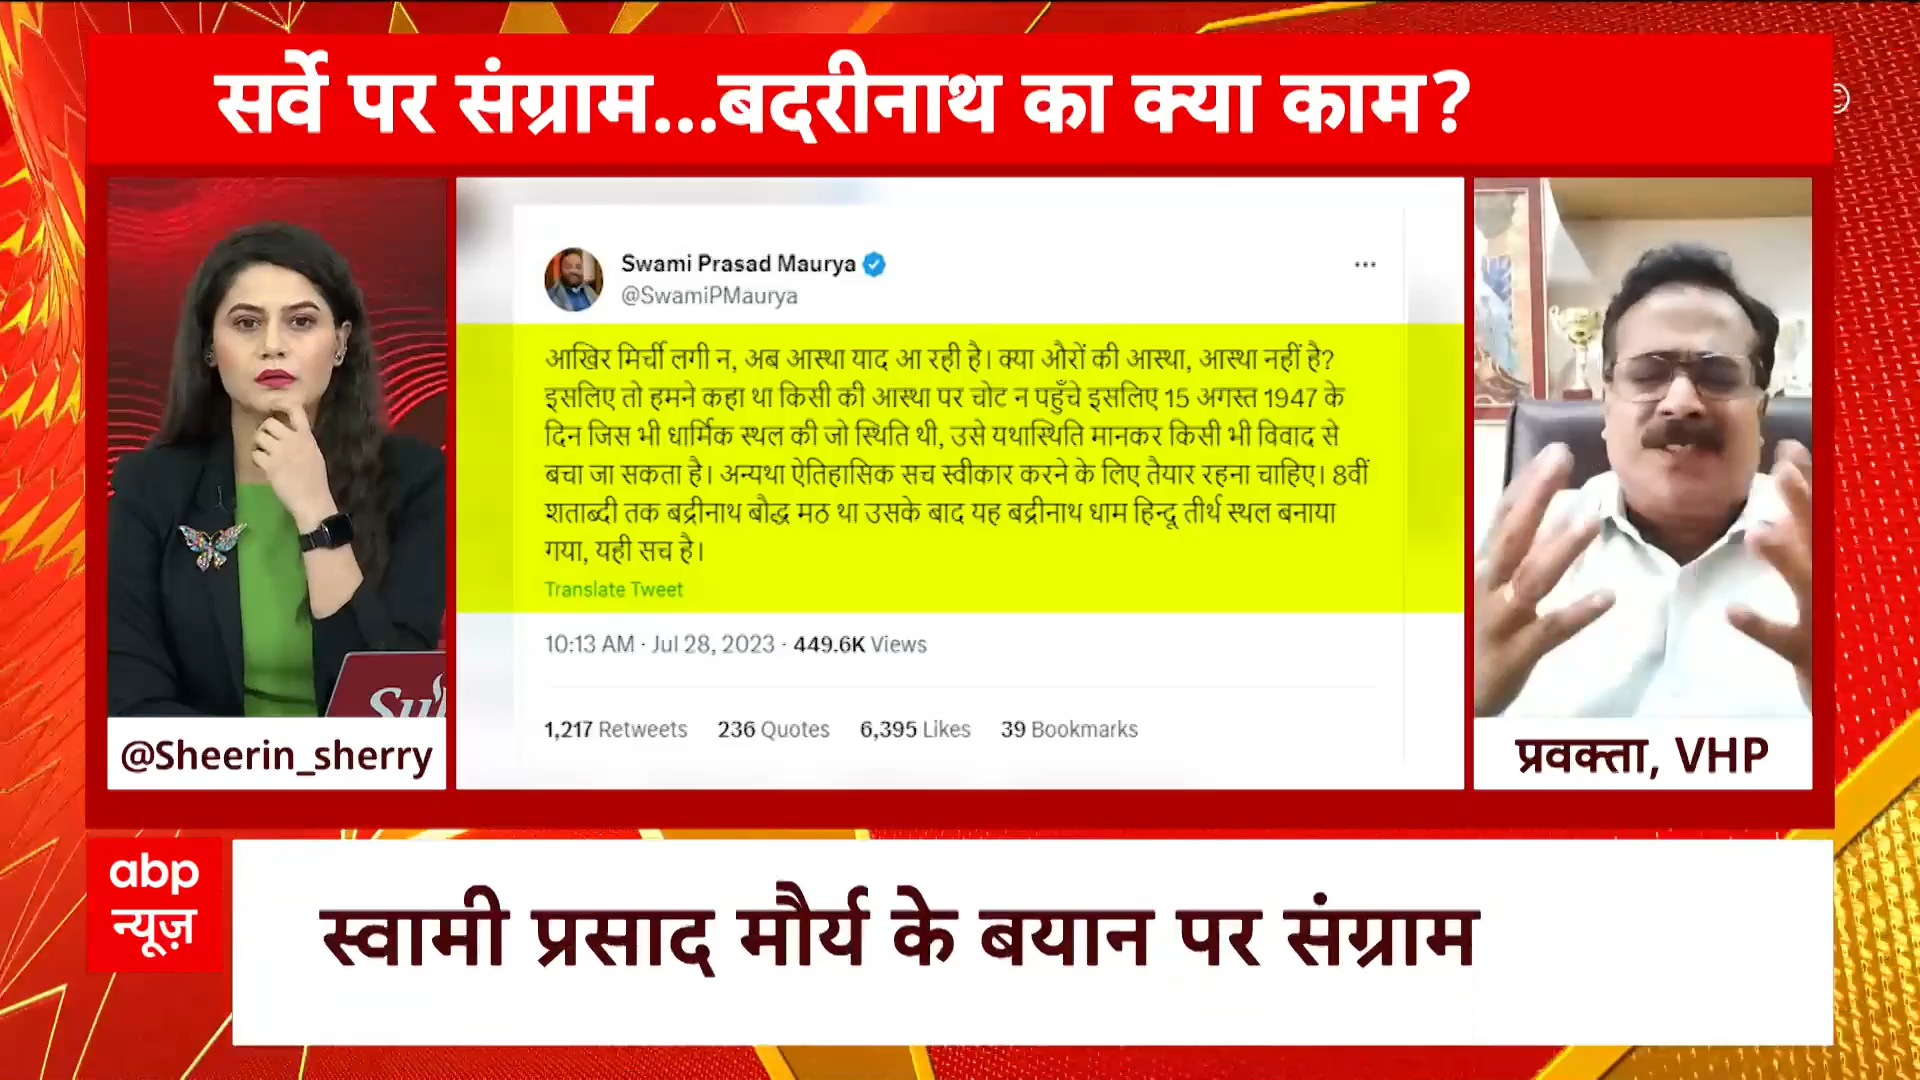 सर्वे पर संग्राम...बदरीनाथ का क्या काम?
Swami Prasad Maurya
@SwamiPMaurya
आखिर मिर्ची लगी न, अब आस्था याद आ रही है। क्या औरों की आस्था, आस्था नहीं है?
इसलिए तो हमने कहा था किसी की आस्था पर चोट न पहुँचे इसलिए 15 अगस्त 1947 के
दिन जिस भी धार्मिक स्थल की जो स्थिति थी, उसे यथास्थिति मानकर किसी भी विवाद से
बचा जा सकता है। अन्यथा ऐतिहासिक सच स्वीकार करने के लिए तैयार रहना चाहिए। 8वीं
शताब्दी तक बद्रीनाथ बौद्ध मठ था उसके बाद यह बद्रीनाथ धाम हिन्दू तीर्थ स्थल बनाया
गया, यही सच है।
Translate Tweet
10:13 AM · Jul 28, 2023 · 449.6K Views
1,217 Retweets 236 Quotes 6,395 Likes 39 Bookmarks
@Sheerin_sherry
प्रवक्ता, VHP
abp
न्यूज़
स्वामी प्रसाद मौर्य के बयान पर संग्राम